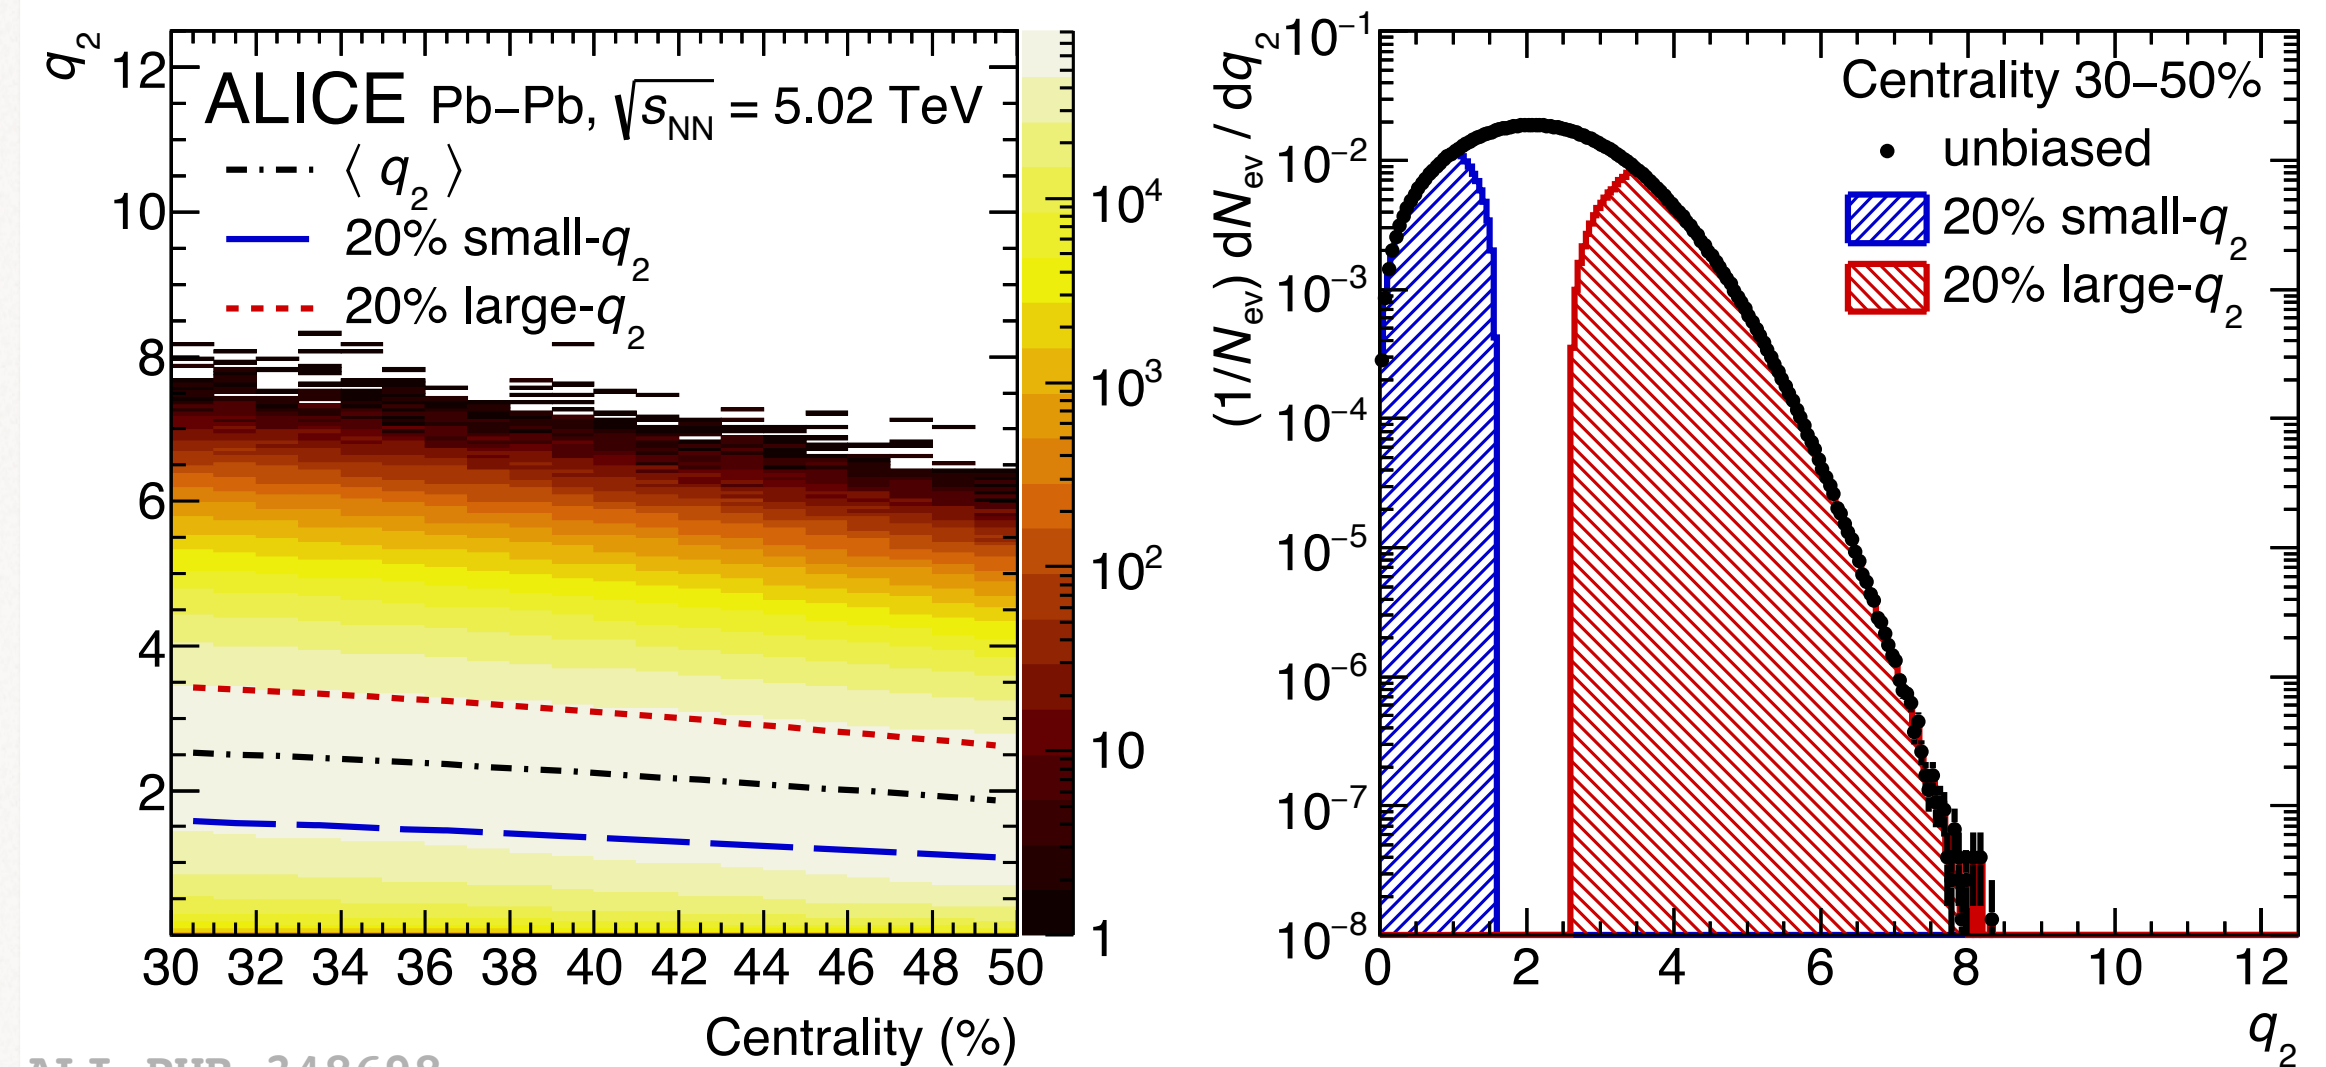 q2
12
10
8
6
4
2
ALICE Pb–Pb, √sNN = 5.02 TeV
⟨ q2 ⟩
20% small-q2
20% large-q2
10⁴
10³
10²
10
1
30 32 34 36 38 40 42 44 46 48 50
Centrality (%)
(1/Nev) dNev / dq2
10⁻¹
10⁻²
10⁻³
10⁻⁴
10⁻⁵
10⁻⁶
10⁻⁷
10⁻⁸
Centrality 30–50%
unbiased
20% small-q2
20% large-q2
0 2 4 6 8 10 12
q2